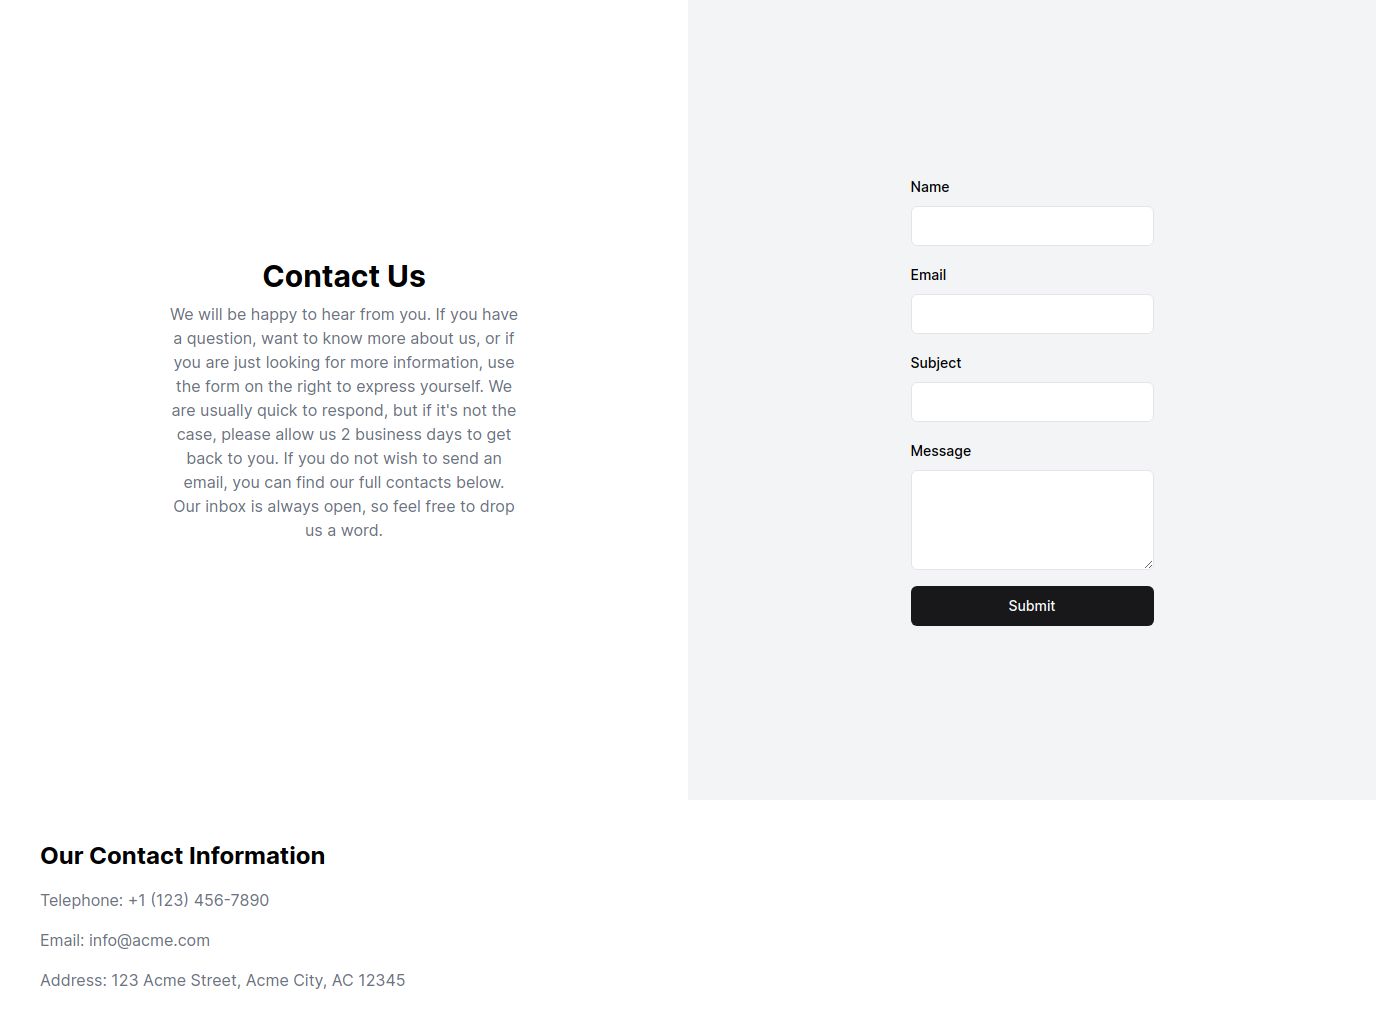 Contact Us
We will be happy to hear from you. If you have
a question, want to know more about us, or if
you are just looking for more information, use
the form on the right to express yourself. We
are usually quick to respond, but if it's not the
case, please allow us 2 business days to get
back to you. If you do not wish to send an
email, you can find our full contacts below.
Our inbox is always open, so feel free to drop
us a word.
Name
Email
Subject
Message
Submit
Our Contact Information
Telephone: +1 (123) 456-7890
Email: info@acme.com
Address: 123 Acme Street, Acme City, AC 12345